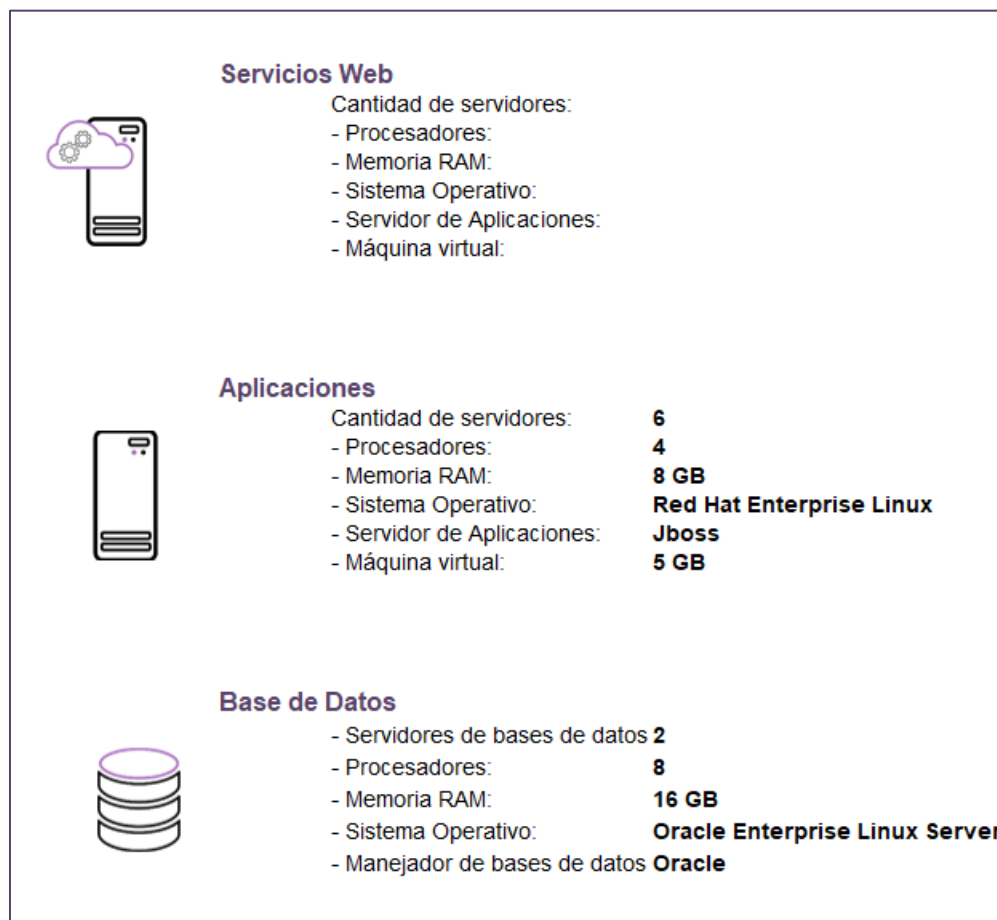 Servicios Web
Cantidad de servidores:
- Procesadores:
- Memoria RAM:
- Sistema Operativo:
- Servidor de Aplicaciones:
- Máquina virtual:
Aplicaciones
Cantidad de servidores: 6
- Procesadores: 4
- Memoria RAM: 8 GB
- Sistema Operativo: Red Hat Enterprise Linux
- Servidor de Aplicaciones: Jboss
- Máquina virtual: 5 GB
Base de Datos
- Servidores de bases de datos 2
- Procesadores: 8
- Memoria RAM: 16 GB
- Sistema Operativo: Oracle Enterprise Linux Server
- Manejador de bases de datos Oracle